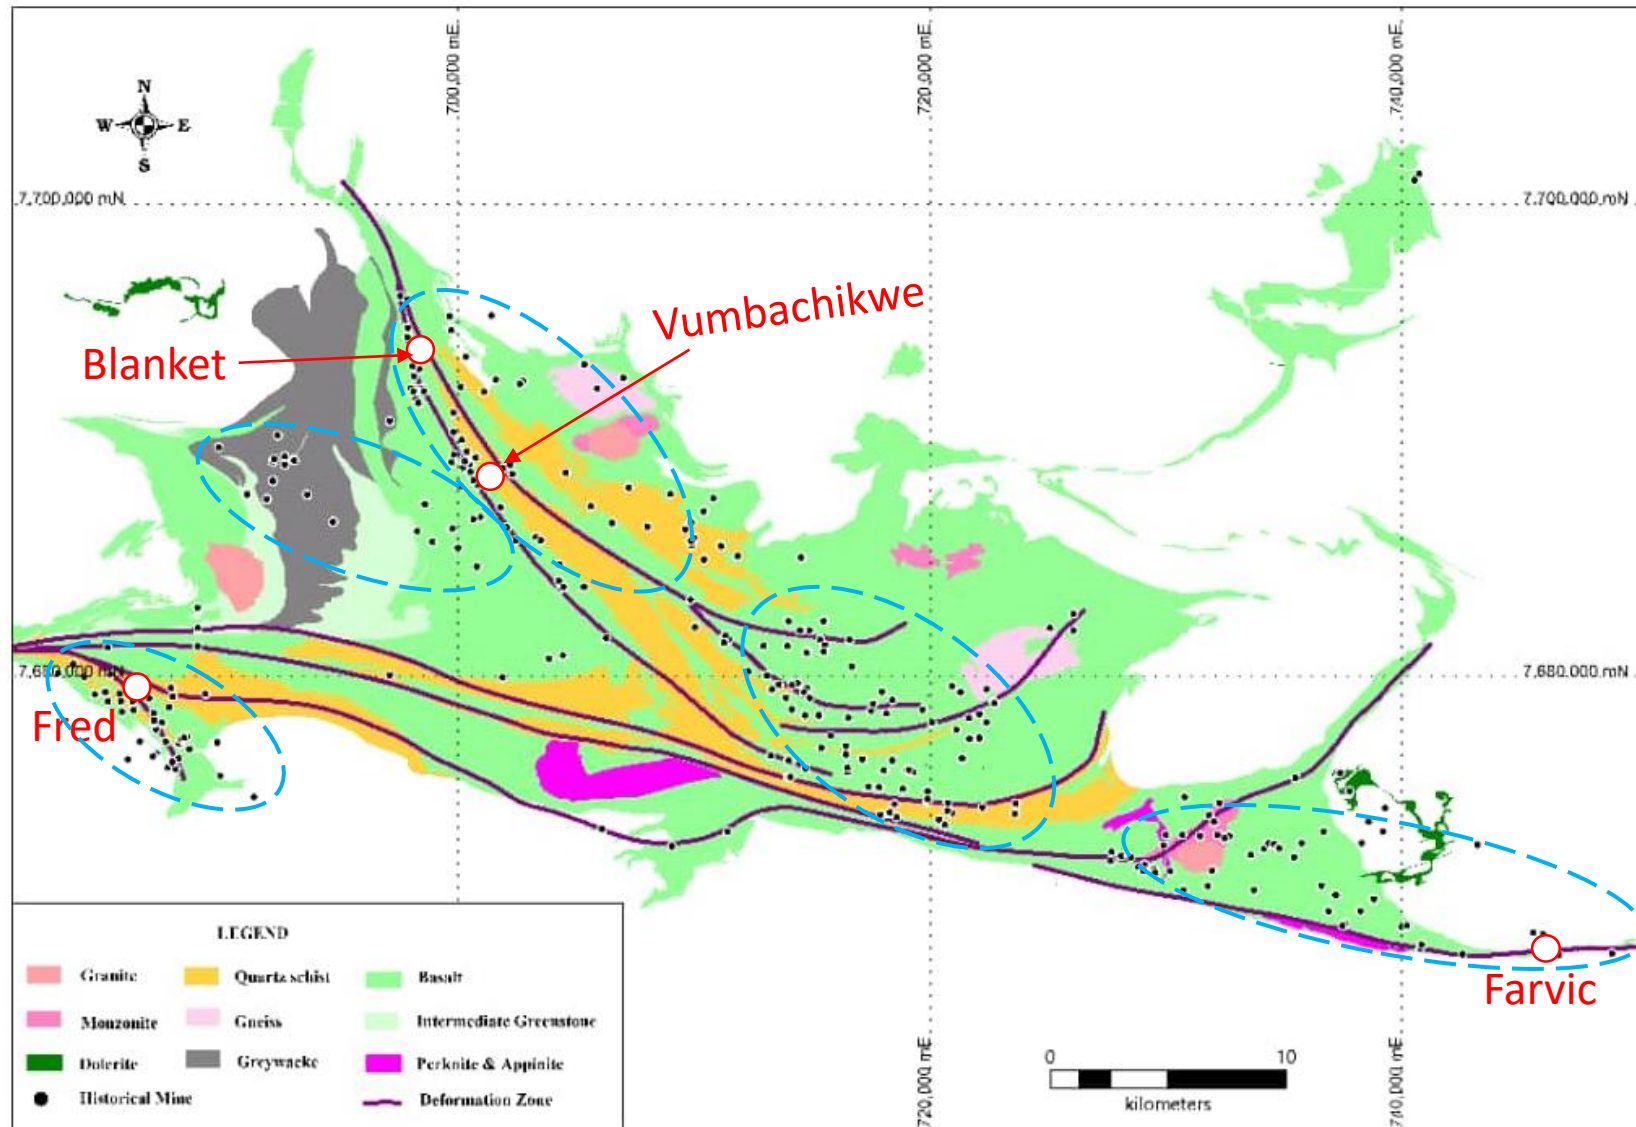 700,000 mE
720,000 mE
740,000 mE
N
W E
S
7,700,000 mN
7,700,000 mN
Vumbachikwe
Blanket
7,680,000 mN
7,680,000 mN
Fred
Farvic
LEGEND
Granite
Quartz schist
Basalt
Monzonite
Gneiss
Intermediate Greenstone
Dolerite
Greywacke
Perknite & Appinite
Historical Mine
Deformation Zone
720,000 mE
740,000 mE
0 10
kilometers